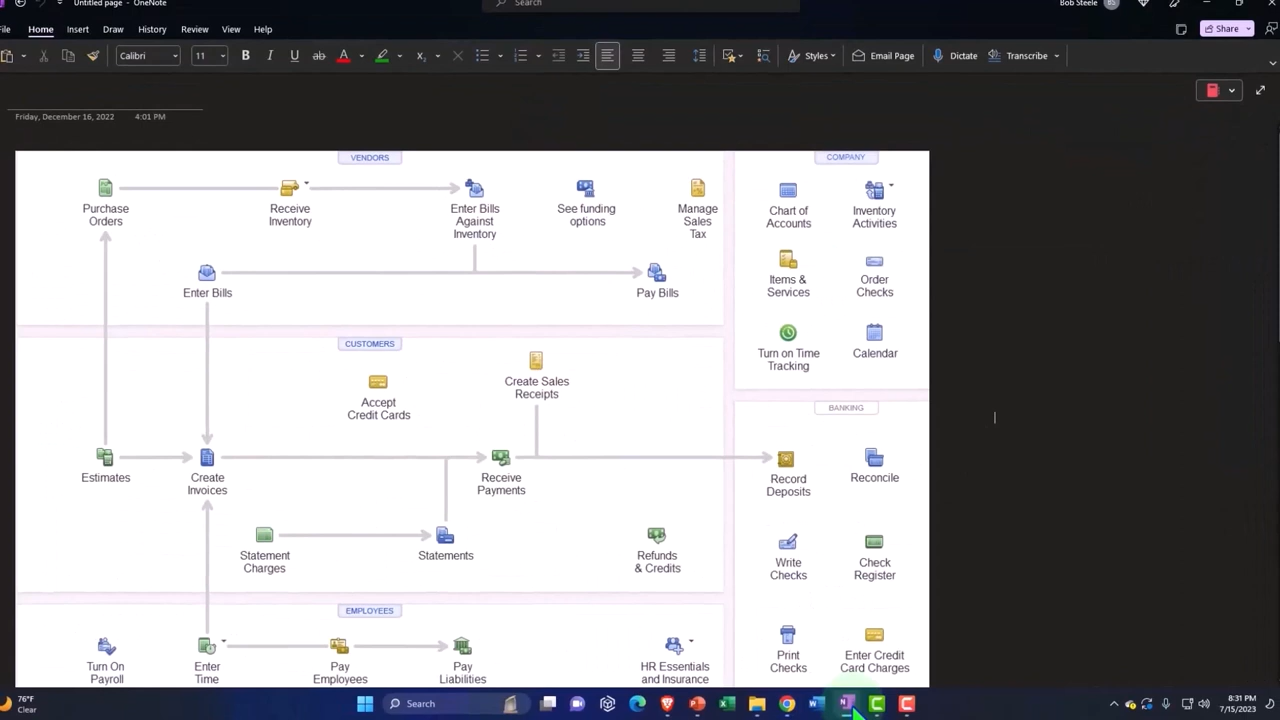 Untitled page - OneNote
Search
Bob Steele
BS
File
Home
Insert
Draw
History
Review
View
Help
Share
Calibri
11
B
I
U
ab
A
Styles
Email Page
Dictate
Transcribe
Friday, December 16, 2022
4:01 PM
VENDORS
Purchase
Orders
Receive
Inventory
Enter Bills
Against
Inventory
See funding
options
Manage
Sales
Tax
Enter Bills
Pay Bills
COMPANY
Chart of
Accounts
Inventory
Activities
Items &
Services
Order
Checks
Turn on Time
Tracking
Calendar
CUSTOMERS
Accept
Credit Cards
Create Sales
Receipts
Estimates
Create
Invoices
Receive
Payments
Statement
Charges
Statements
Refunds
& Credits
BANKING
Record
Deposits
Reconcile
Write
Checks
Check
Register
Print
Checks
Enter Credit
Card Charges
EMPLOYEES
Turn On
Payroll
Enter
Time
Pay
Employees
Pay
Liabilities
HR Essentials
and Insurance
76°F
Clear
Search
8:31 PM
7/15/2023